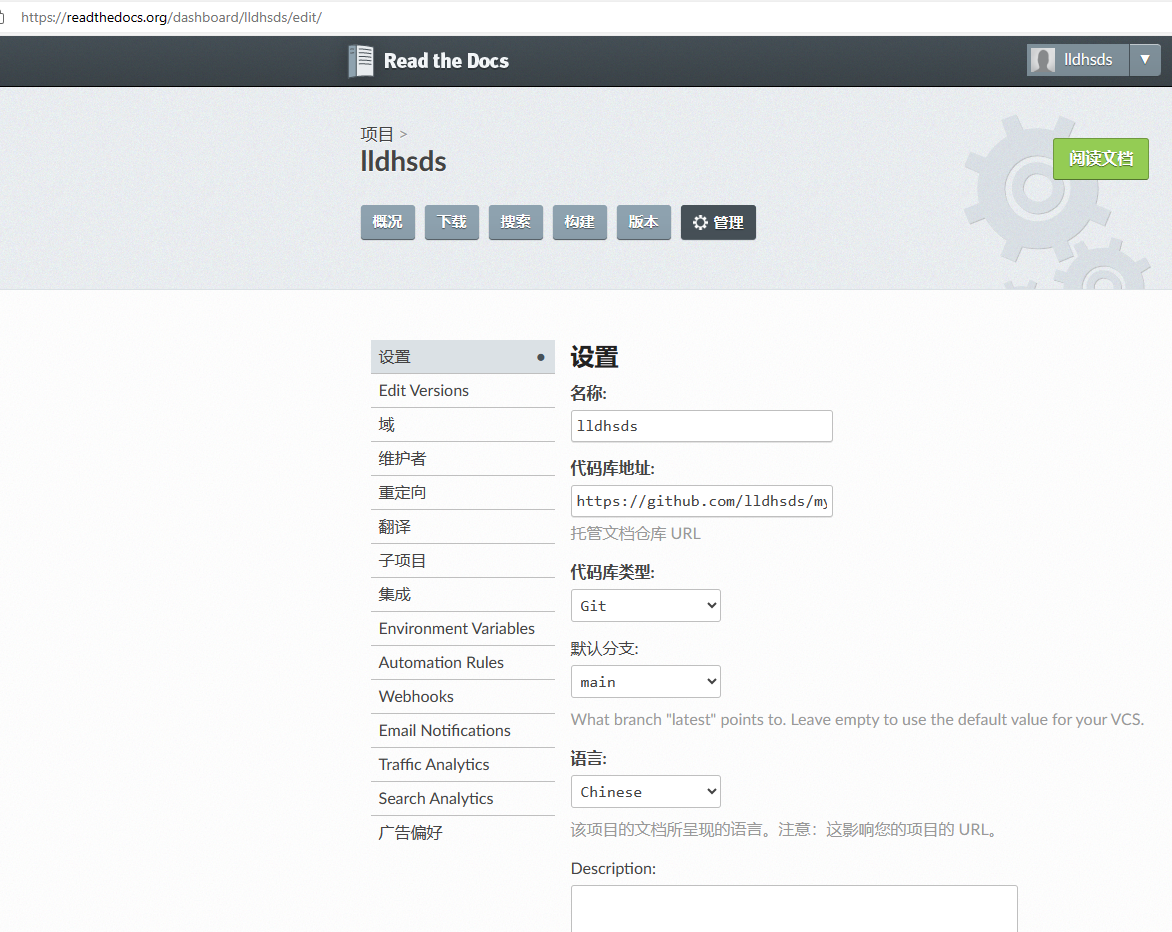 https://readthedocs.org/dashboard/lldhsds/edit/
Read the Docs
lldhsds ▼
项目 >
lldhsds
阅读文档
概况 下载 搜索 构建 版本 管理
设置
Edit Versions
域
维护者
重定向
翻译
子项目
集成
Environment Variables
Automation Rules
Webhooks
Email Notifications
Traffic Analytics
Search Analytics
广告偏好
设置
名称:
lldhsds
代码库地址:
https://github.com/lldhsds/my
托管文档仓库 URL
代码库类型:
Git
默认分支:
main
What branch "latest" points to. Leave empty to use the default value for your VCS.
语言:
Chinese
该项目的文档所呈现的语言。注意：这影响您的项目的 URL。
Description: